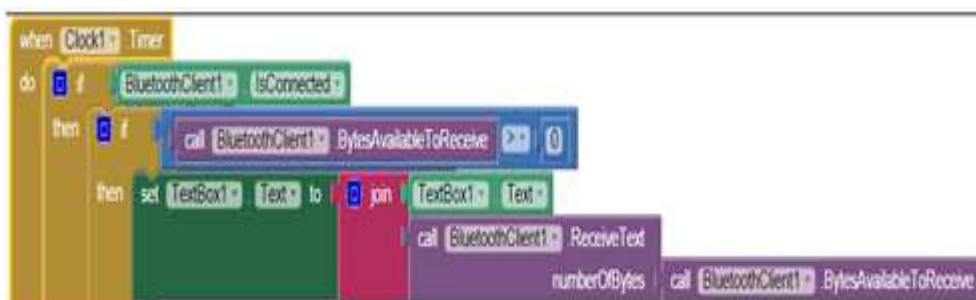 when Clock1 Timer
do if BluetoothClient1 IsConnected
then if call BluetoothClient1 BytesAvailableToReceive > 0
then set TextBox1 Text to join TextBox1 Text
call BluetoothClient1 ReceiveText
numberOfBytes call BluetoothClient1 BytesAvailableToReceive